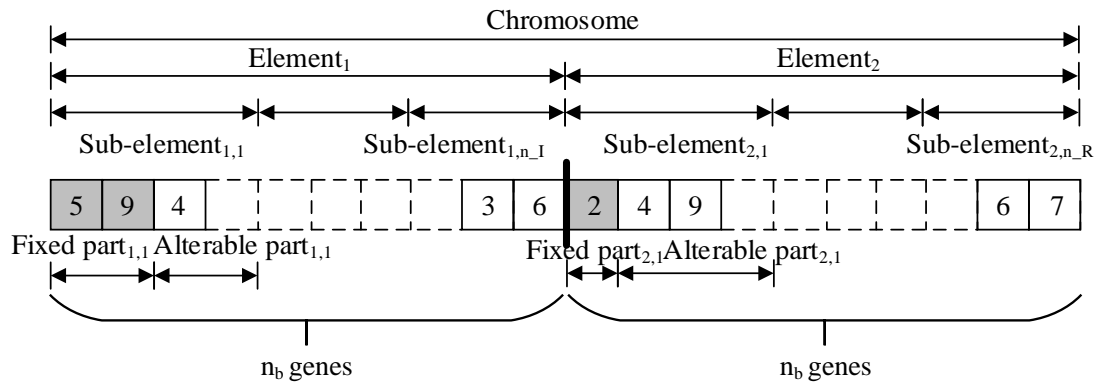 Chromosome
Element1 Element2
Sub-element1,1 Sub-element1,n_I Sub-element2,1 Sub-element2,n_R
5 9 4 3 6 2 4 9 6 7
Fixed part1,1 Alterable part1,1 Fixed part2,1 Alterable part2,1
nb genes nb genes